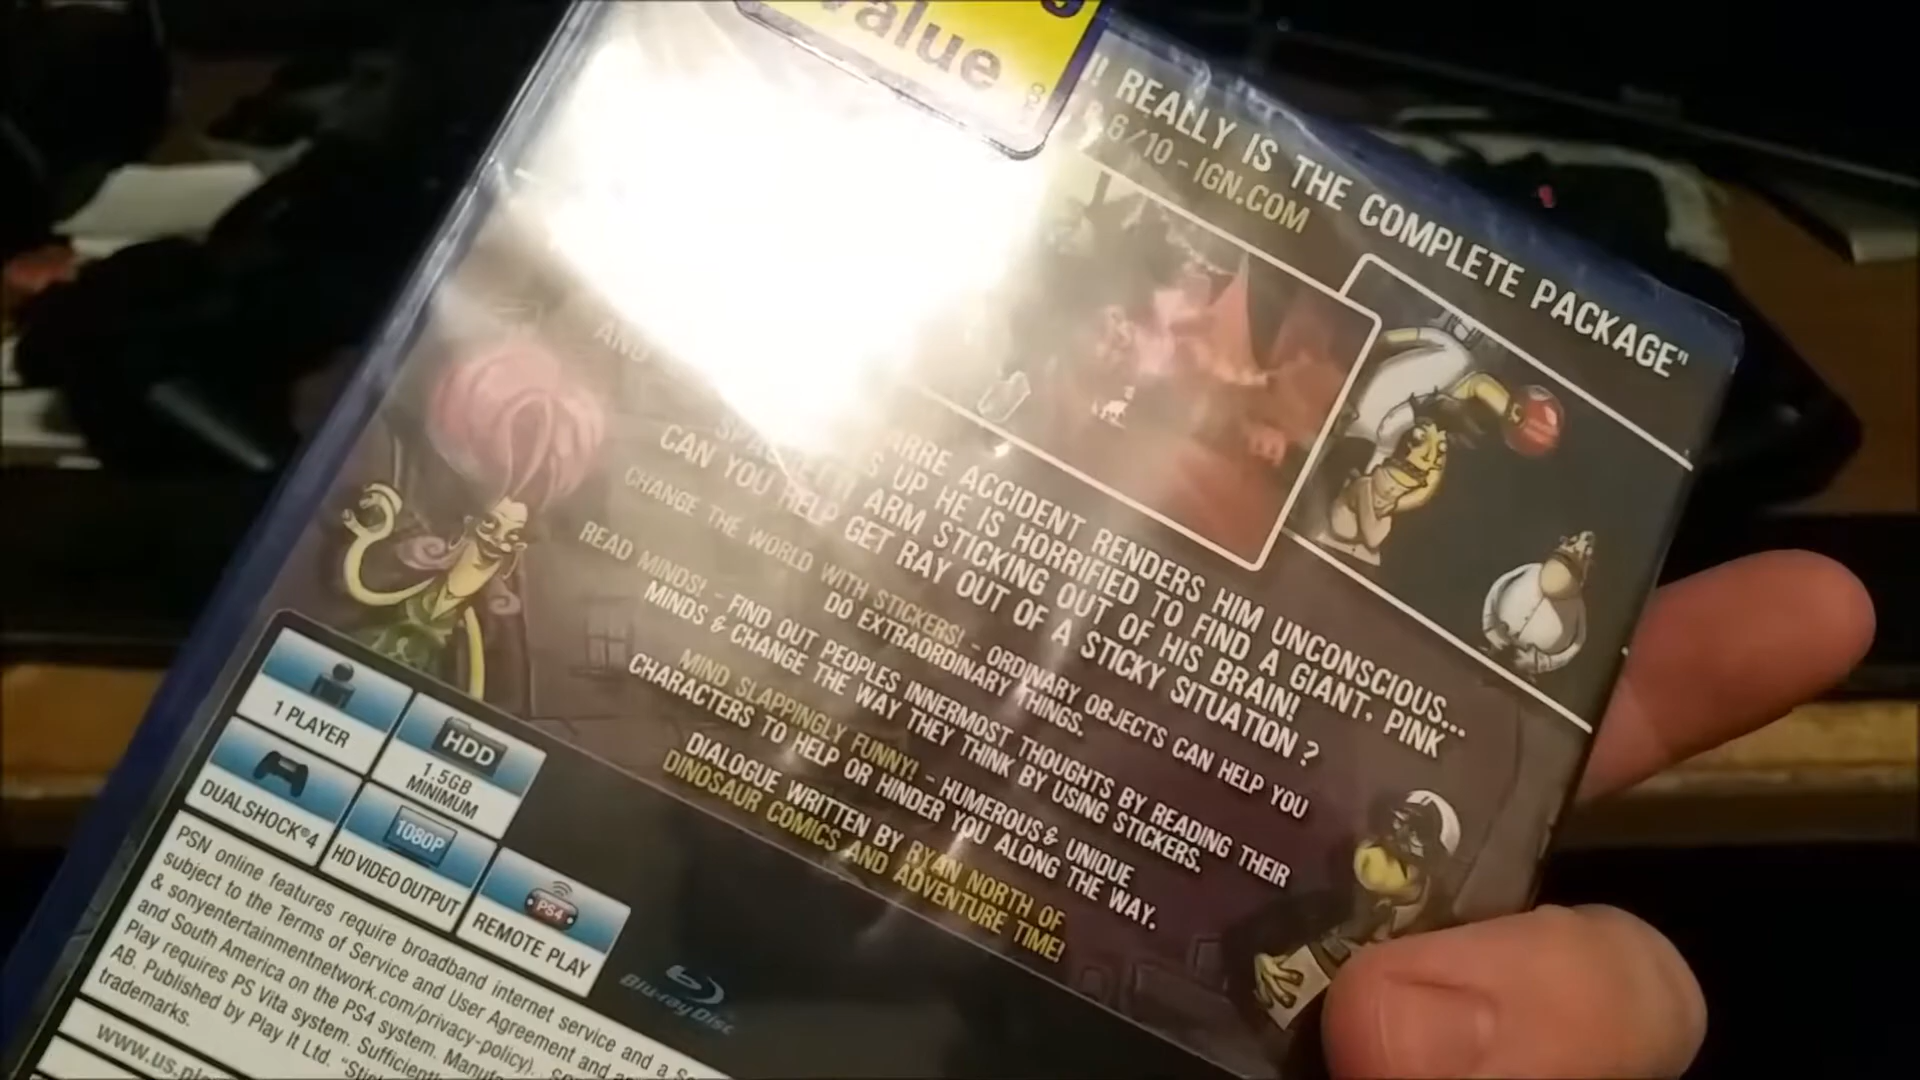 value
REALLY IS THE COMPLETE PACKAGE"
6/10 - IGN.COM
AND
ACCIDENT RENDERS HIM UNCONSCIOUS...
UP HE IS HORRIFIED TO FIND A GIANT, PINK
ARM STICKING OUT OF HIS BRAIN!
CAN YOU HELP GET RAY OUT OF A STICKY SITUATION?
CHANGE THE WORLD WITH STICKERS! - ORDINARY OBJECTS CAN HELP YOU
DO EXTRAORDINARY THINGS.
READ MINDS! - FIND OUT PEOPLES INNERMOST THOUGHTS BY READING THEIR
MINDS & CHANGE THE WAY THEY THINK BY USING STICKERS.
MIND SLAPPINGLY FUNNY! - HUMEROUS & UNIQUE
CHARACTERS TO HELP OR HINDER YOU ALONG THE WAY.
DIALOGUE WRITTEN BY RYAN NORTH OF
DINOSAUR COMICS AND ADVENTURE TIME!
1 PLAYER
HDD
1.5GB
MINIMUM
DUALSHOCK®4
1080P
HD VIDEO OUTPUT
PS4
REMOTE PLAY
Blu-ray Disc
PSN online features require broadband internet service and a
subject to the Terms of Service and User Agreement and
& sonyentertainmentnetwork.com/privacy-policy).
and South America on the PS4 system.
Play requires PS Vita system.
AB. Published by Play It Ltd.
trademarks.
www.us.pla